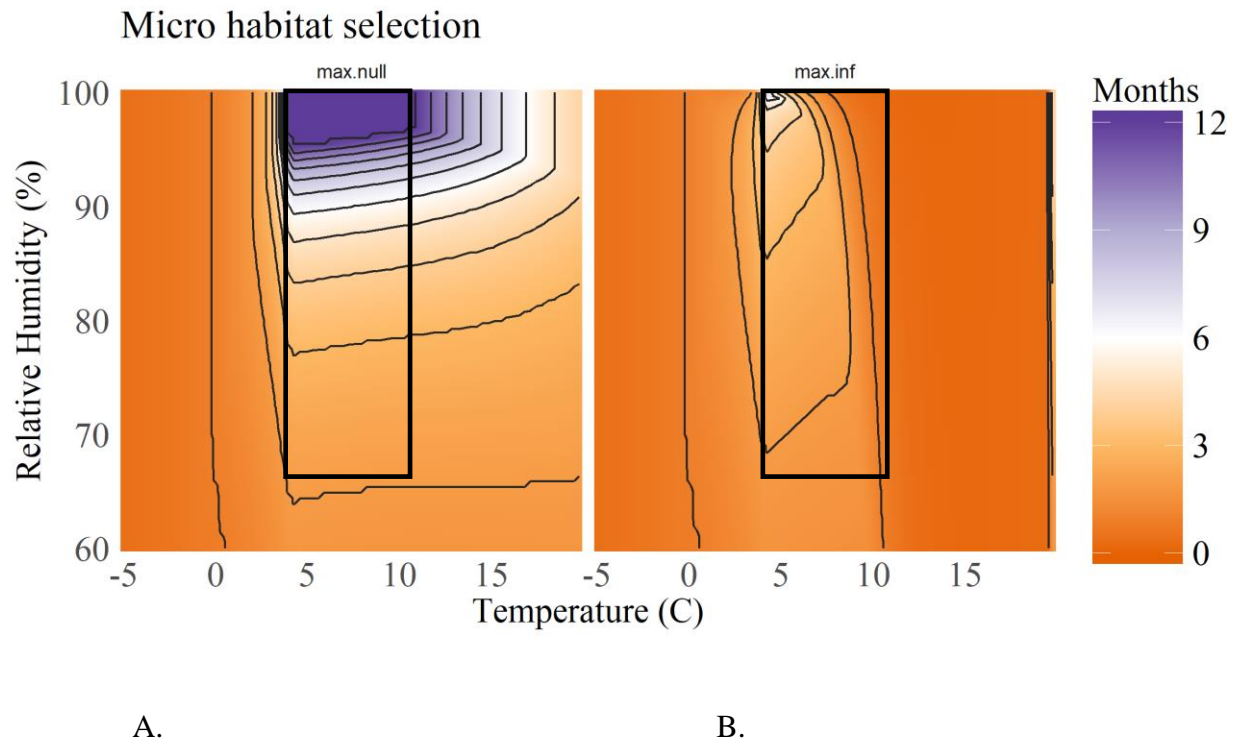 Micro habitat selection
max.null
max.inf
Months
100
90
80
70
60
Relative Humidity (%)
-5 0 5 10 15
-5 0 5 10 15
Temperature (C)
12
9
6
3
0
A.
B.